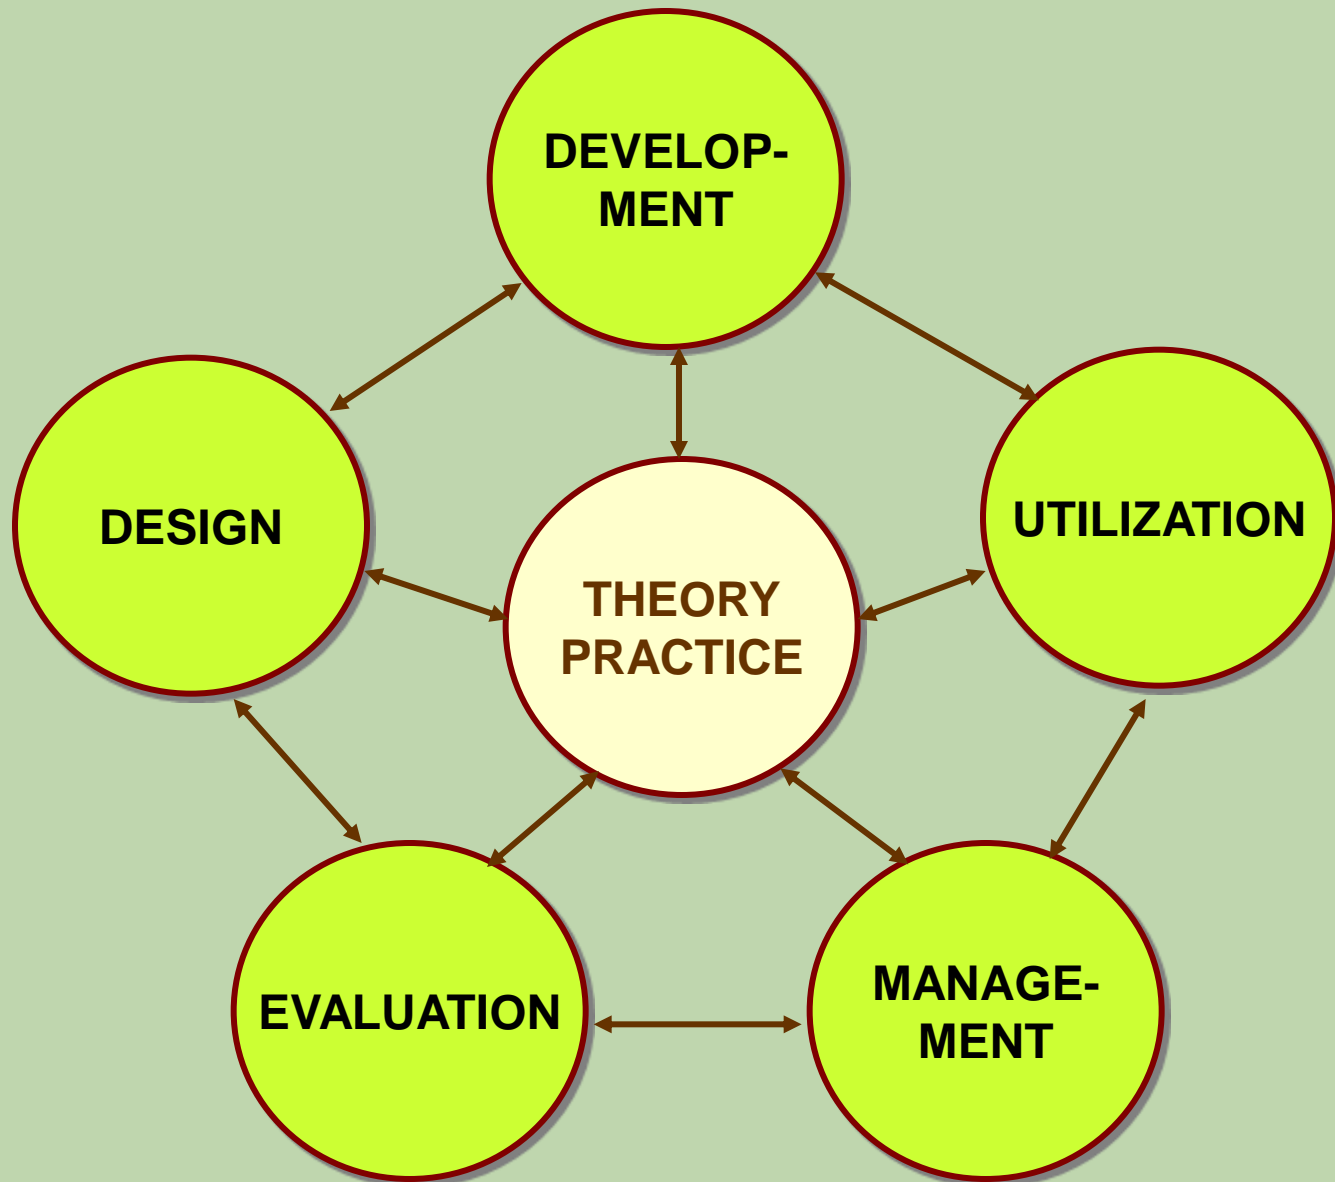 DEVELOP-
MENT
DESIGN
UTILIZATION
THEORY
PRACTICE
EVALUATION
MANAGE-
MENT